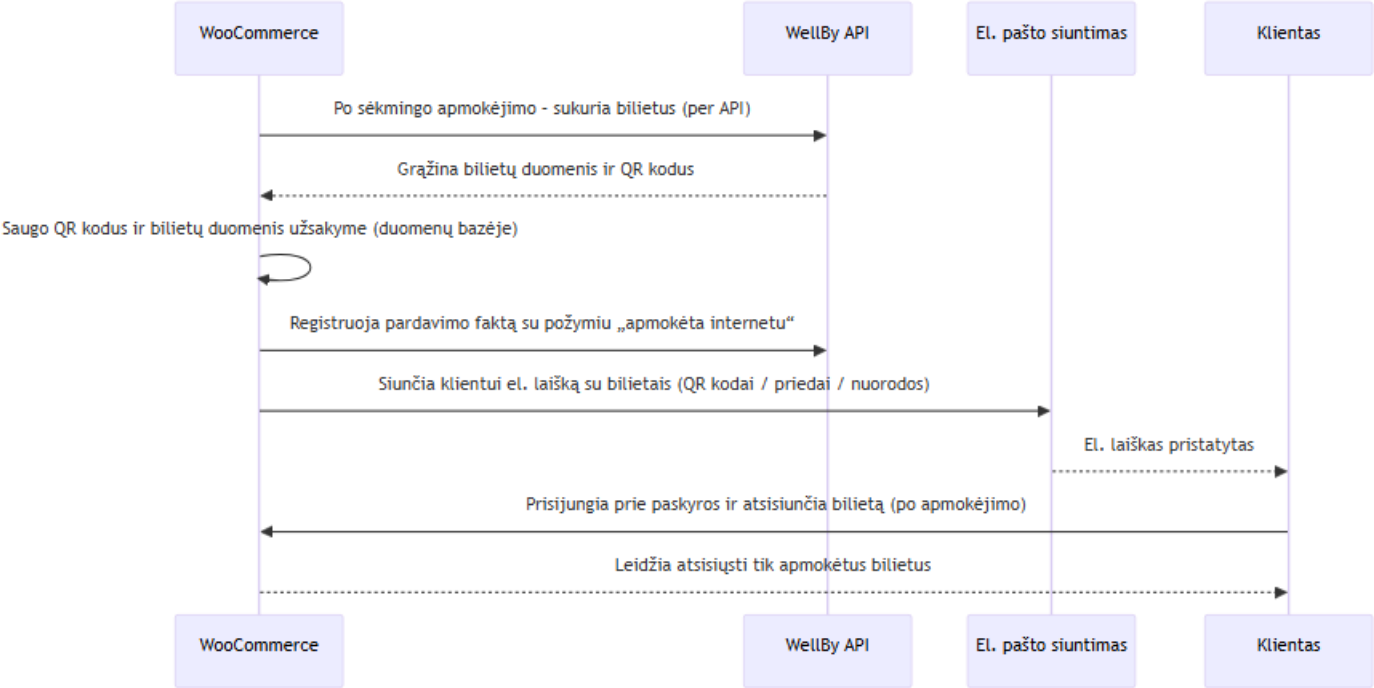 WooCommerce
WellBy API
El. pašto siuntimas
Klientas
Po sėkmingo apmokėjimo - sukuria bilietus (per API)
Grąžina bilietų duomenis ir QR kodus
Saugo QR kodus ir bilietų duomenis užsakyme (duomenų bazėje)
Registruoja pardavimo faktą su požymiu „apmokėta internetu“
Siunčia klientui el. laišką su bilietais (QR kodai / priedai / nuorodos)
El. laiškas pristatytas
Prisijungia prie paskyros ir atsisiunčia bilietą (po apmokėjimo)
Leidžia atsisiųsti tik apmokėtus bilietus
WooCommerce
WellBy API
El. pašto siuntimas
Klientas